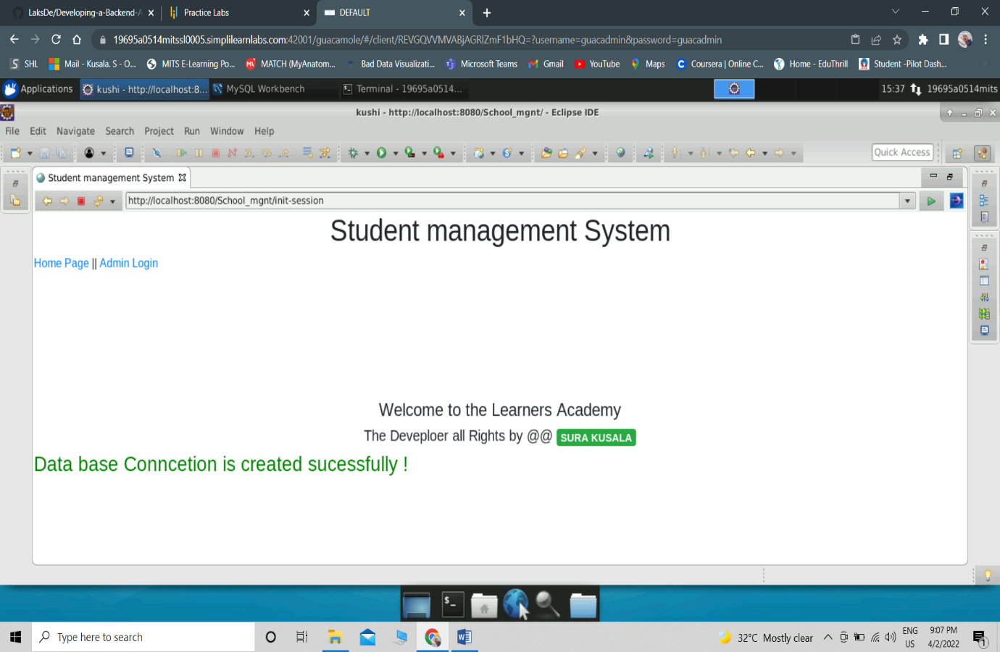 LaksDe/Developing-a-Backend-A
Practice Labs
DEFAULT
19695a0514mitssl0005.simplilearnlabs.com:42001/guacamole/#/client/REVGQVVMVABjAGRlZmF1bHQ=?username=guacadmin&password=guacadmin
SHL
Mail - Kusala. S - O...
MITS E-Learning Po...
MATCH (MyAnatom...
Bad Data Visualizati...
Microsoft Teams
Gmail
YouTube
Maps
Coursera | Online C...
Home - EduThrill
Student -Pilot Dash...
Applications
kushi - http://localhost:8...
MySQL Workbench
Terminal - 19695a0514...
15:37
19695a0514mits
kushi - http://localhost:8080/School_mgnt/ - Eclipse IDE
File Edit Navigate Search Project Run Window Help
Quick Access
Student management System
http://localhost:8080/School_mgnt/init-session
Student management System
Home Page || Admin Login
Welcome to the Learners Academy
The Deveploer all Rights by @@ SURA KUSALA
Data base Conncetion is created sucessfully !
Type here to search
32°C Mostly clear
ENG
US
9:07 PM
4/2/2022
1